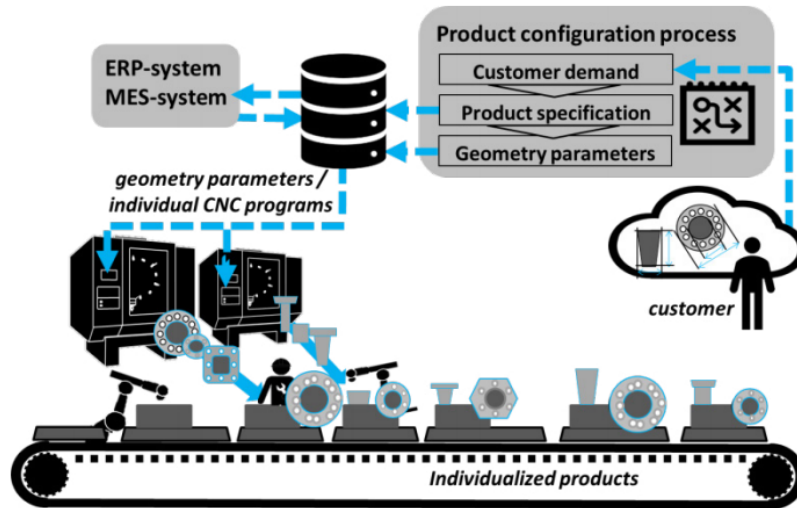 Product configuration process
ERP-system
MES-system
Customer demand
Product specification
Geometry parameters
geometry parameters /
individual CNC programs
customer
Individualized products